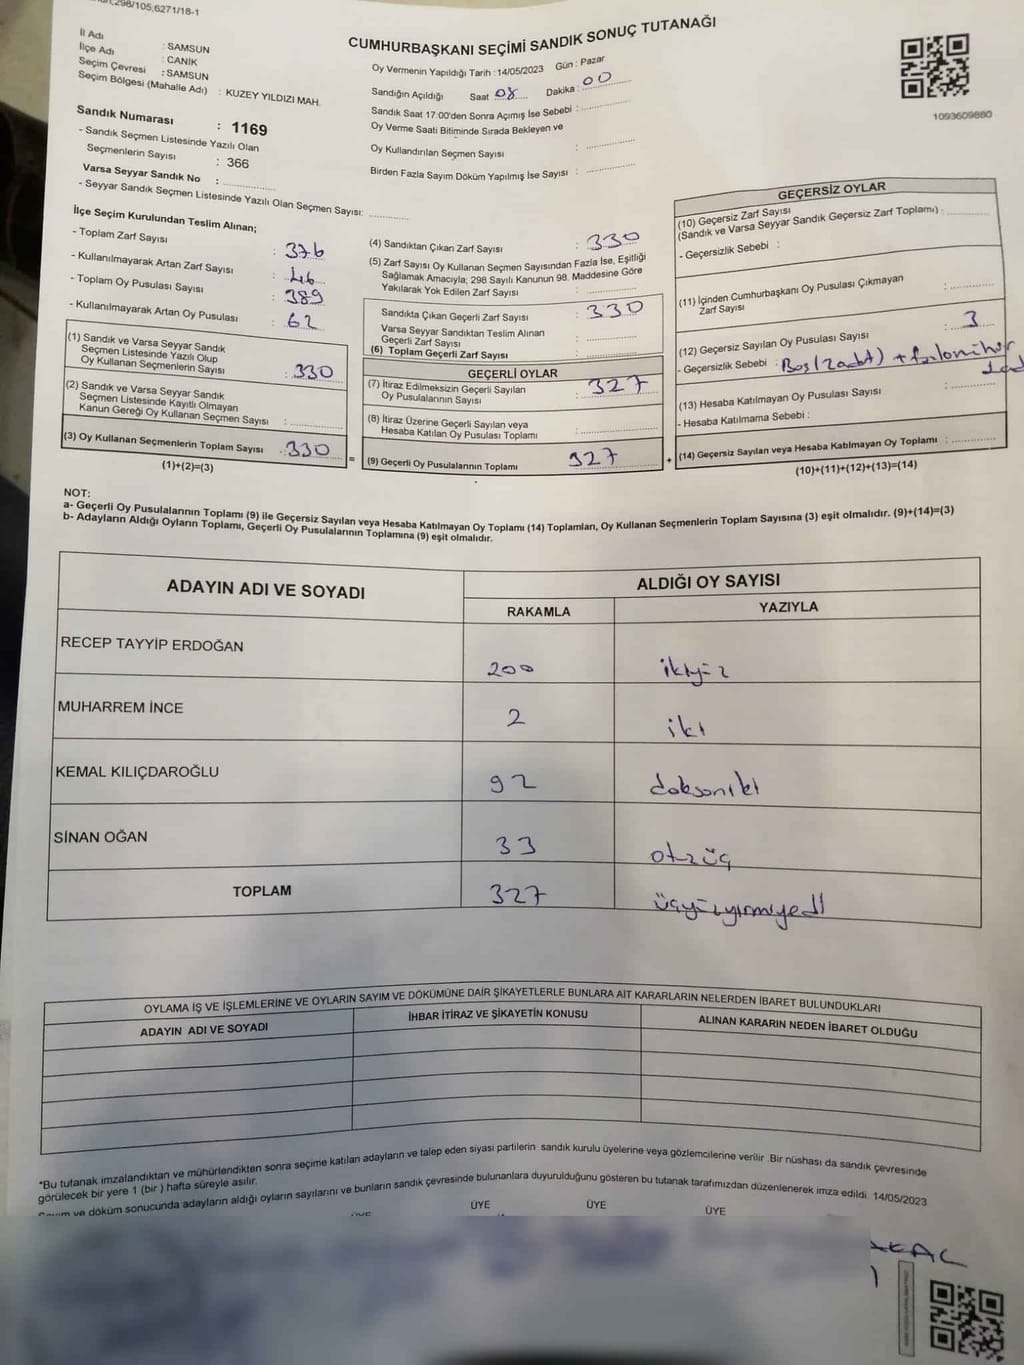 298/105,6271/18-1
CUMHURBAŞKANI SEÇİMİ SANDIK SONUÇ TUTANAĞI
İl Adı : SAMSUN
İlçe Adı : CANİK
Seçim Çevresi : SAMSUN
Seçim Bölgesi (Mahalle Adı) : KUZEY YILDIZI MAH.
Sandık Numarası : 1169
- Sandık Seçmen Listesinde Yazılı Olan
Seçmenlerin Sayısı : 366
Varsa Seyyar Sandık No :
- Seyyar Sandık Seçmen Listesinde Yazılı Olan Seçmen Sayısı:
Oy Vermenin Yapıldığı Tarih :14/05/2023 Gün : Pazar
Sandığın Açıldığı Saat 08 Dakika : 00
Sandık Saat 17.00'den Sonra Açımış İse Sebebi :
Oy Verme Saati Bitiminde Sırada Bekleyen ve
Oy Kullandırılan Seçmen Sayısı :
Birden Fazla Sayım Döküm Yapılmış İse Sayısı :
1093609880
İlçe Seçim Kurulundan Teslim Alınan;
- Toplam Zarf Sayısı : 376
- Kullanılmayarak Artan Zarf Sayısı : 46
- Toplam Oy Pusulası Sayısı : 389
- Kullanılmayarak Artan Oy Pusulası : 62
(1) Sandık ve Varsa Seyyar Sandık
Seçmen Listesinde Yazılı Olup
Oy Kullanan Seçmenlerin Sayısı : 330
(2) Sandık ve Varsa Seyyar Sandık
Seçmen Listesinde Kayıtlı Olmayan
Kanun Gereği Oy Kullanan Seçmen Sayısı :
(3) Oy Kullanan Seçmenlerin Toplam Sayısı : 330
(1)+(2)=(3)
(4) Sandıktan Çıkan Zarf Sayısı : 330
(5) Zarf Sayısı Oy Kullanan Seçmen Sayısından Fazla İse, Eşitliği
Sağlamak Amacıyla; 298 Sayılı Kanunun 98. Maddesine Göre
Yakılarak Yok Edilen Zarf Sayısı :
Sandıkta Çıkan Geçerli Zarf Sayısı : 330
Varsa Seyyar Sandıktan Teslim Alınan
Geçerli Zarf Sayısı :
(6) Toplam Geçerli Zarf Sayısı :
GEÇERLİ OYLAR
(7) İtiraz Edilmeksizin Geçerli Sayılan
Oy Pusulalarının Sayısı : 327
(8) İtiraz Üzerine Geçerli Sayılan veya
Hesaba Katılan Oy Pusulası Toplamı :
= (9) Geçerli Oy Pusulalarının Toplamı 327
GEÇERSİZ OYLAR
(10) Geçersiz Zarf Sayısı
(Sandık ve Varsa Seyyar Sandık Geçersiz Zarf Toplamı) :
- Geçersizlik Sebebi :
(11) İçinden Cumhurbaşkanı Oy Pusulası Çıkmayan
Zarf Sayısı :
(12) Geçersiz Sayılan Oy Pusulası Sayısı : 3
- Geçersizlik Sebebi : Boş (2 adet) +
(13) Hesaba Katılmayan Oy Pusulası Sayısı :
- Hesaba Katılmama Sebebi :
+ (14) Geçersiz Sayılan veya Hesaba Katılmayan Oy Toplamı :
(10)+(11)+(12)+(13)=(14)
NOT:
a- Geçerli Oy Pusulalarının Toplamı (9) ile Geçersiz Sayılan veya Hesaba Katılmayan Oy Toplamı (14) Toplamları, Oy Kullanan Seçmenlerin Toplam Sayısına (3) eşit olmalıdır. (9)+(14)=(3)
b- Adayların Aldığı Oyların Toplamı, Geçerli Oy Pusulalarının Toplamına (9) eşit olmalıdır.
ADAYIN ADI VE SOYADI ALDIĞI OY SAYISI
RAKAMLA YAZIYLA
RECEP TAYYİP ERDOĞAN 200 ikiyüz
MUHARREM İNCE 2 iki
KEMAL KILIÇDAROĞLU 92 doksaniki
SİNAN OĞAN 33 otzüç
TOPLAM 327 üçyüzyirmiyedi
OYLAMA İŞ VE İŞLEMLERİNE VE OYLARIN SAYIM VE DÖKÜMÜNE DAİR ŞİKAYETLERLE BUNLARA AİT KARARLARIN NELERDEN İBARET BULUNDUKLARI
ADAYIN ADI VE SOYADI İHBAR İTİRAZ VE ŞİKAYETİN KONUSU ALINAN KARARIN NEDEN İBARET OLDUĞU
*Bu tutanak imzalandıktan ve mühürlendikten sonra seçime katılan adayların ve talep eden siyasi partilerin sandık kurulu üyelerine veya gözlemcilerine verilir .Bir nüshası da sandık çevresinde
görülecek bir yere 1 (bir ) hafta süreyle asılır.
Sayım ve döküm sonucunda adayların aldığı oyların sayılarını ve bunların sandık çevresinde bulunanlara duyurulduğunu gösteren bu tutanak tarafımızdan düzenlenerek imza edildi. 14/05/2023
ÜYE ÜYE ÜYE ÜYE